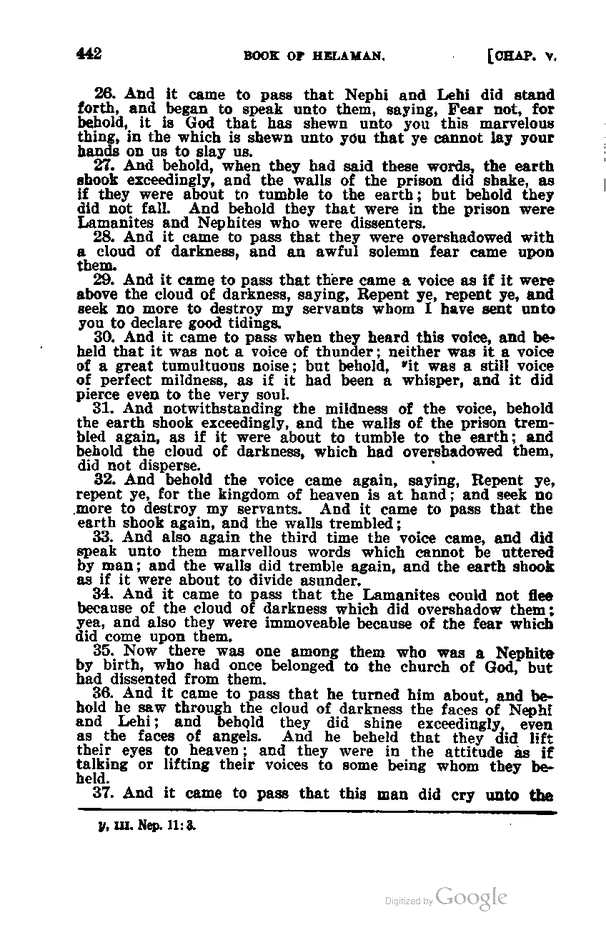 442 BOOK OF HELAMAN. [CHAP. V.
26. And it came to pass that Nephi and Lehi did stand
forth, and began to speak unto them, saying, Fear not, for
behold, it is God that has shewn unto you this marvelous
thing, in the which is shewn unto you that ye cannot lay your
hands on us to slay us.
27. And behold, when they had said these words, the earth
shook exceedingly, and the walls of the prison did shake, as
if they were about to tumble to the earth; but behold they
did not fall. And behold they that were in the prison were
Lamanites and Nephites who were dissenters.
28. And it came to pass that they were overshadowed with
a cloud of darkness, and an awful solemn fear came upon
them.
29. And it came to pass that there came a voice as if it were
above the cloud of darkness, saying, Repent ye, repent ye, and
seek no more to destroy my servants whom I have sent unto
you to declare good tidings.
30. And it came to pass when they heard this voice, and be-
held that it was not a voice of thunder; neither was it a voice
of a great tumultuous noise; but behold, yit was a still voice
of perfect mildness, as if it had been a whisper, and it did
pierce even to the very soul.
31. And notwithstanding the mildness of the voice, behold
the earth shook exceedingly, and the walls of the prison trem-
bled again, as if it were about to tumble to the earth; and
behold the cloud of darkness, which had overshadowed them,
did not disperse.
32. And behold the voice came again, saying, Repent ye,
repent ye, for the kingdom of heaven is at hand; and seek no
more to destroy my servants. And it came to pass that the
earth shook again, and the walls trembled;
33. And also again the third time the voice came, and did
speak unto them marvellous words which cannot be uttered
by man; and the walls did tremble again, and the earth shook
as if it were about to divide asunder.
34. And it came to pass that the Lamanites could not flee
because of the cloud of darkness which did overshadow them;
yea, and also they were immoveable because of the fear which
did come upon them.
35. Now there was one among them who was a Nephite
by birth, who had once belonged to the church of God, but
had dissented from them.
36. And it came to pass that he turned him about, and be-
hold he saw through the cloud of darkness the faces of Nephi
and Lehi; and behold they did shine exceedingly, even
as the faces of angels. And he beheld that they did lift
their eyes to heaven; and they were in the attitude as if
talking or lifting their voices to some being whom they be-
held.
37. And it came to pass that this man did cry unto the
y, III. Nep. 11:3.
Digitized by Google